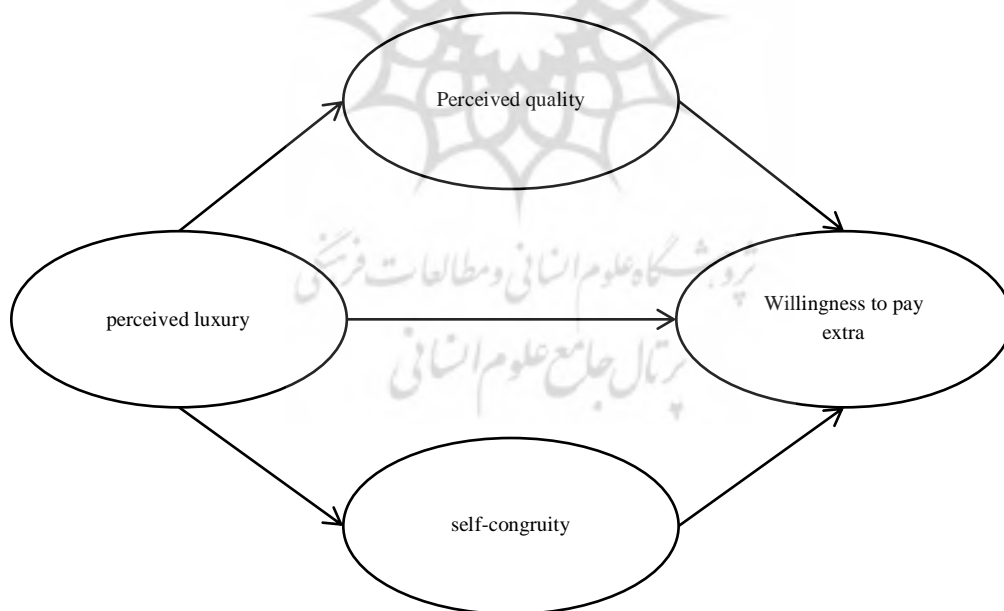 Perceived quality
پژوهشگاه علوم انسانی و مطالعات فرهنگی
perceived luxury
Willingness to pay
extra
پرتال جامع علوم انسانی
self-congruity